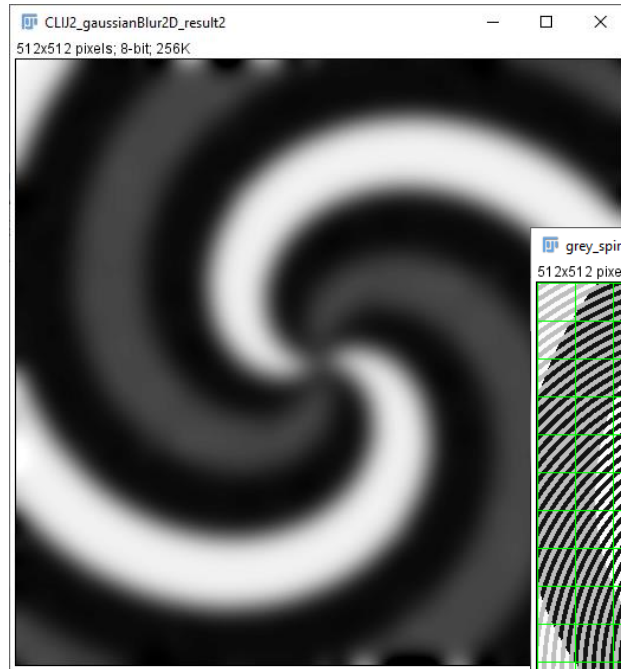 CLIJ2_gaussianBlur2D_result2
512x512 pixels; 8-bit; 256K
grey_spir
512x512 pixe